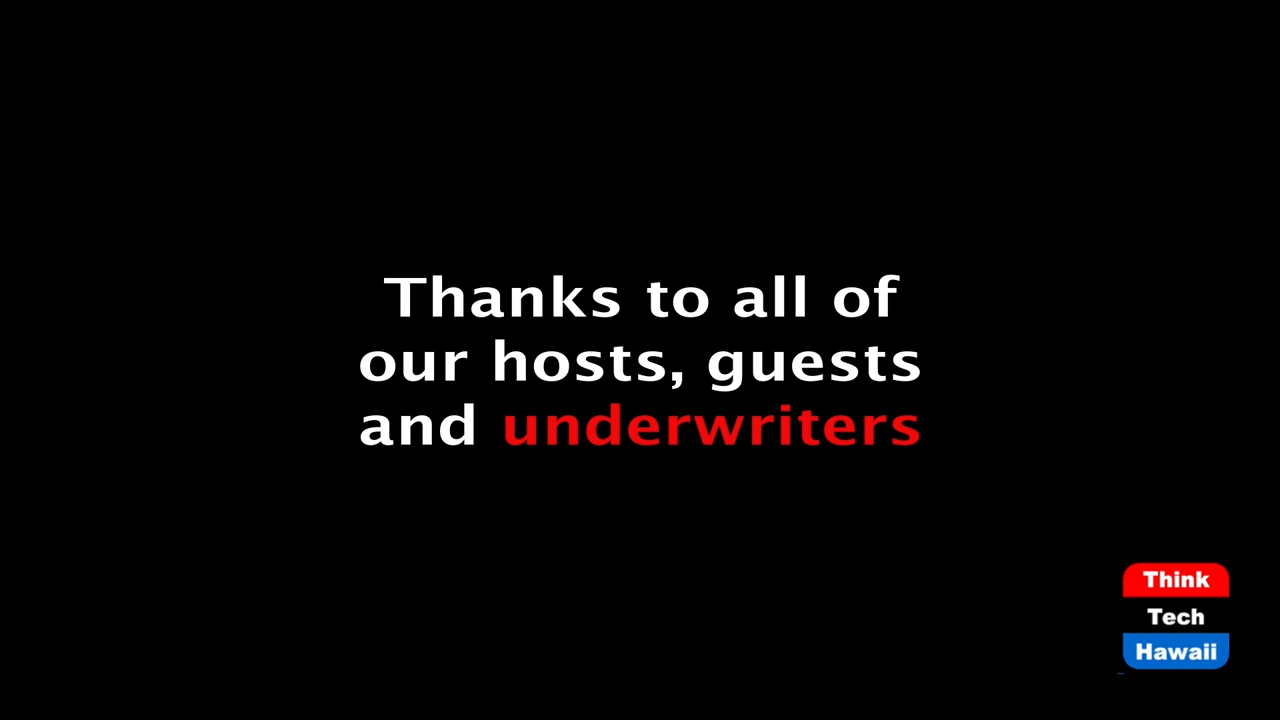 Thanks to all of
our hosts, guests
and underwriters
Think
Tech
Hawaii